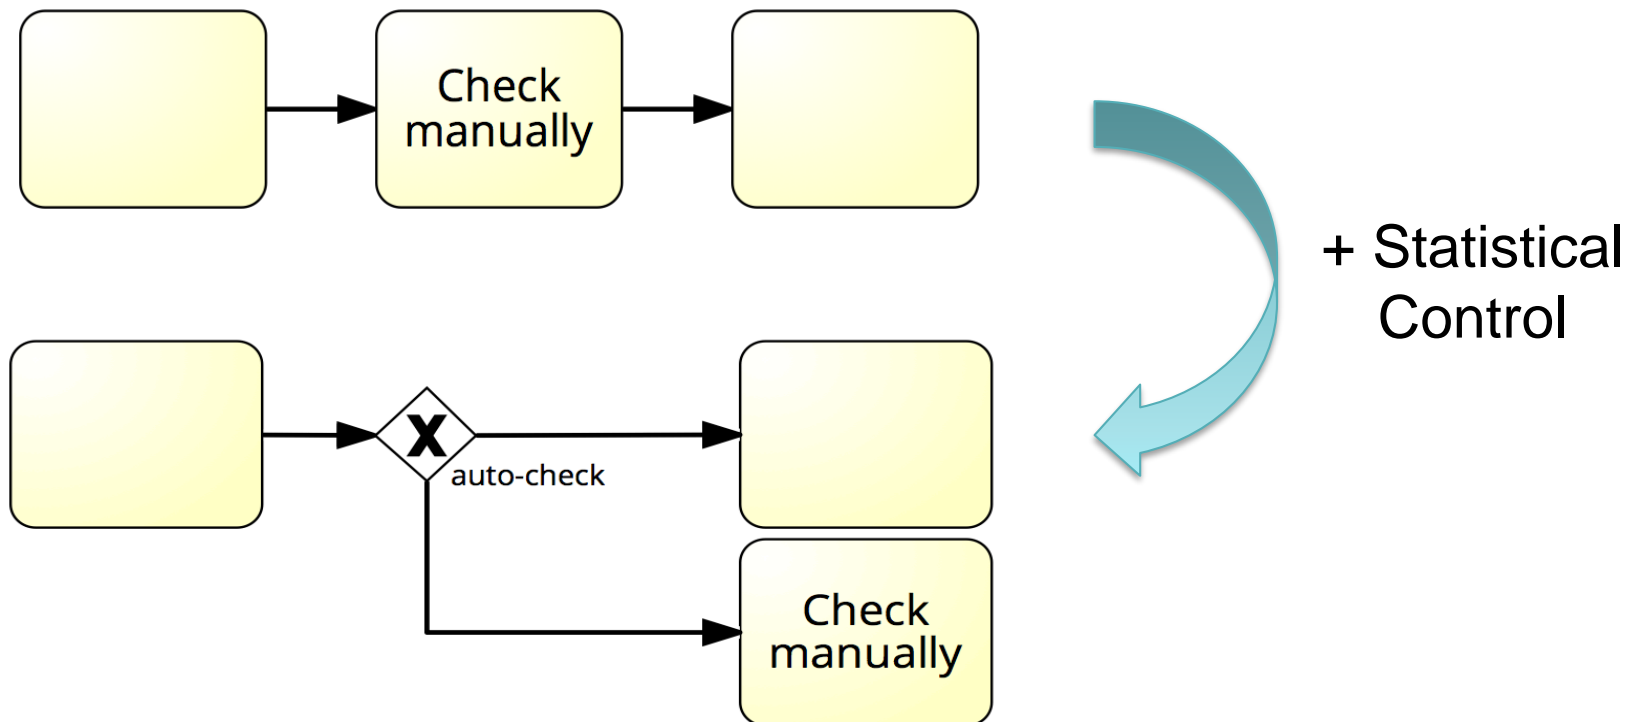 Check
manually
+ Statistical
Control
X
auto-check
Check
manually